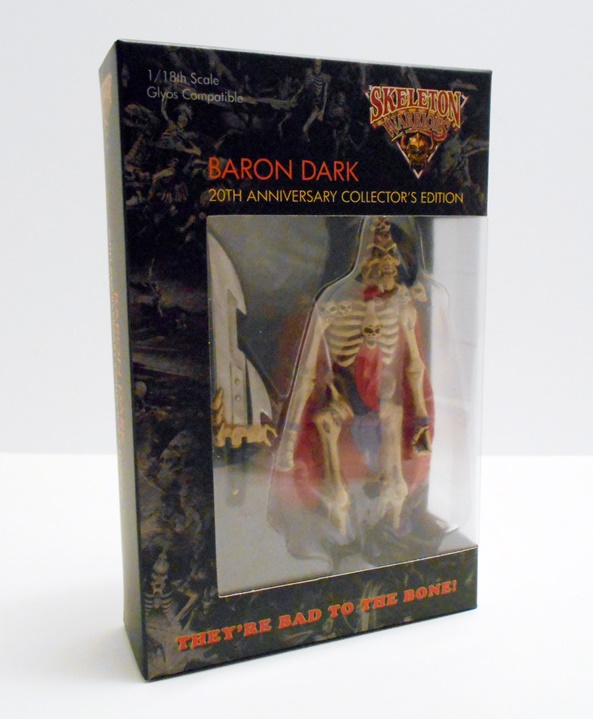 1/18th Scale
Glyos Compatible
SKELETON
WARRIORS
BARON DARK
20TH ANNIVERSARY COLLECTOR'S EDITION
THEY'RE BAD TO THE BONE!